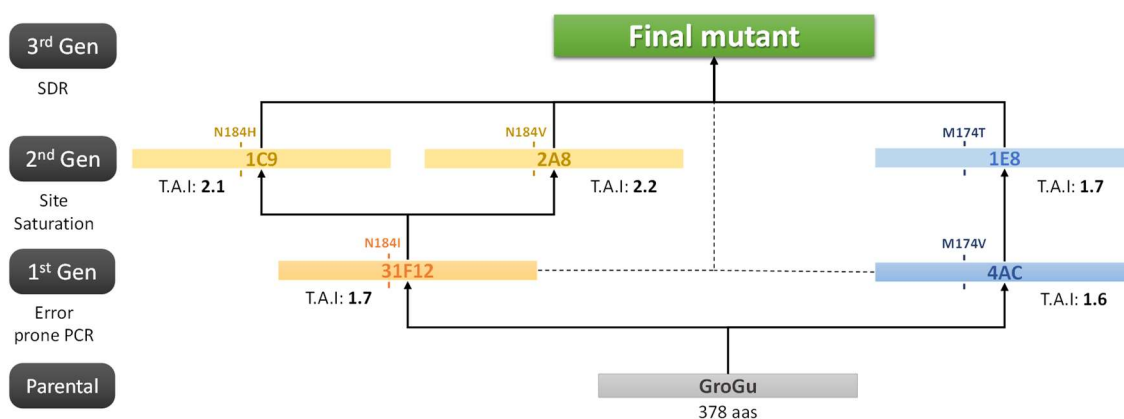 3rd Gen
SDR
Final mutant
2nd Gen
Site
Saturation
N184H
1C9
T.A.I: 2.1
N184V
2A8
T.A.I: 2.2
M174T
1E8
T.A.I: 1.7
1st Gen
Error
prone PCR
N184I
31F12
T.A.I: 1.7
M174V
4AC
T.A.I: 1.6
Parental
GroGu
378 aas